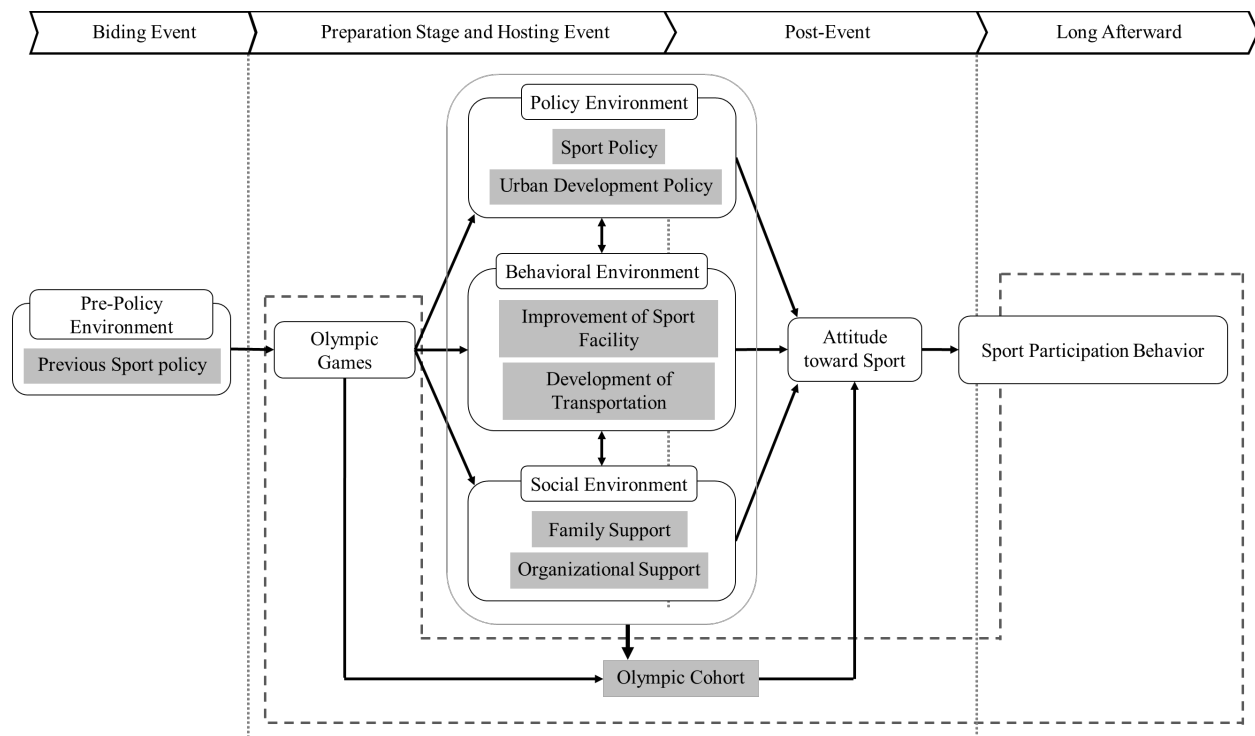 Biding Event
Preparation Stage and Hosting Event
Post-Event
Long Afterward
Pre-Policy
Environment
Previous Sport policy
Olympic
Games
Policy Environment
Sport Policy
Urban Development Policy
Behavioral Environment
Improvement of Sport
Facility
Development of
Transportation
Social Environment
Family Support
Organizational Support
Olympic Cohort
Attitude
toward Sport
Sport Participation Behavior